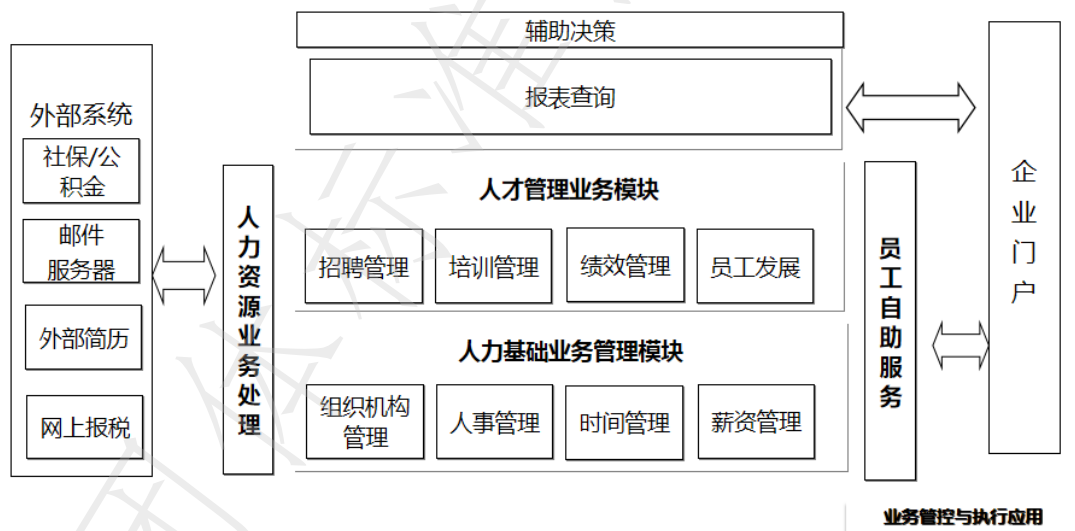 辅助决策
报表查询
外部系统
社保/公
积金
邮件
服务器
外部简历
网上报税
人力资源业务处理
人才管理业务模块
招聘管理
培训管理
绩效管理
员工发展
人力基础业务管理模块
组织机构
管理
人事管理
时间管理
薪资管理
员工自助服务
企业门户
业务管控与执行应用
团体标准